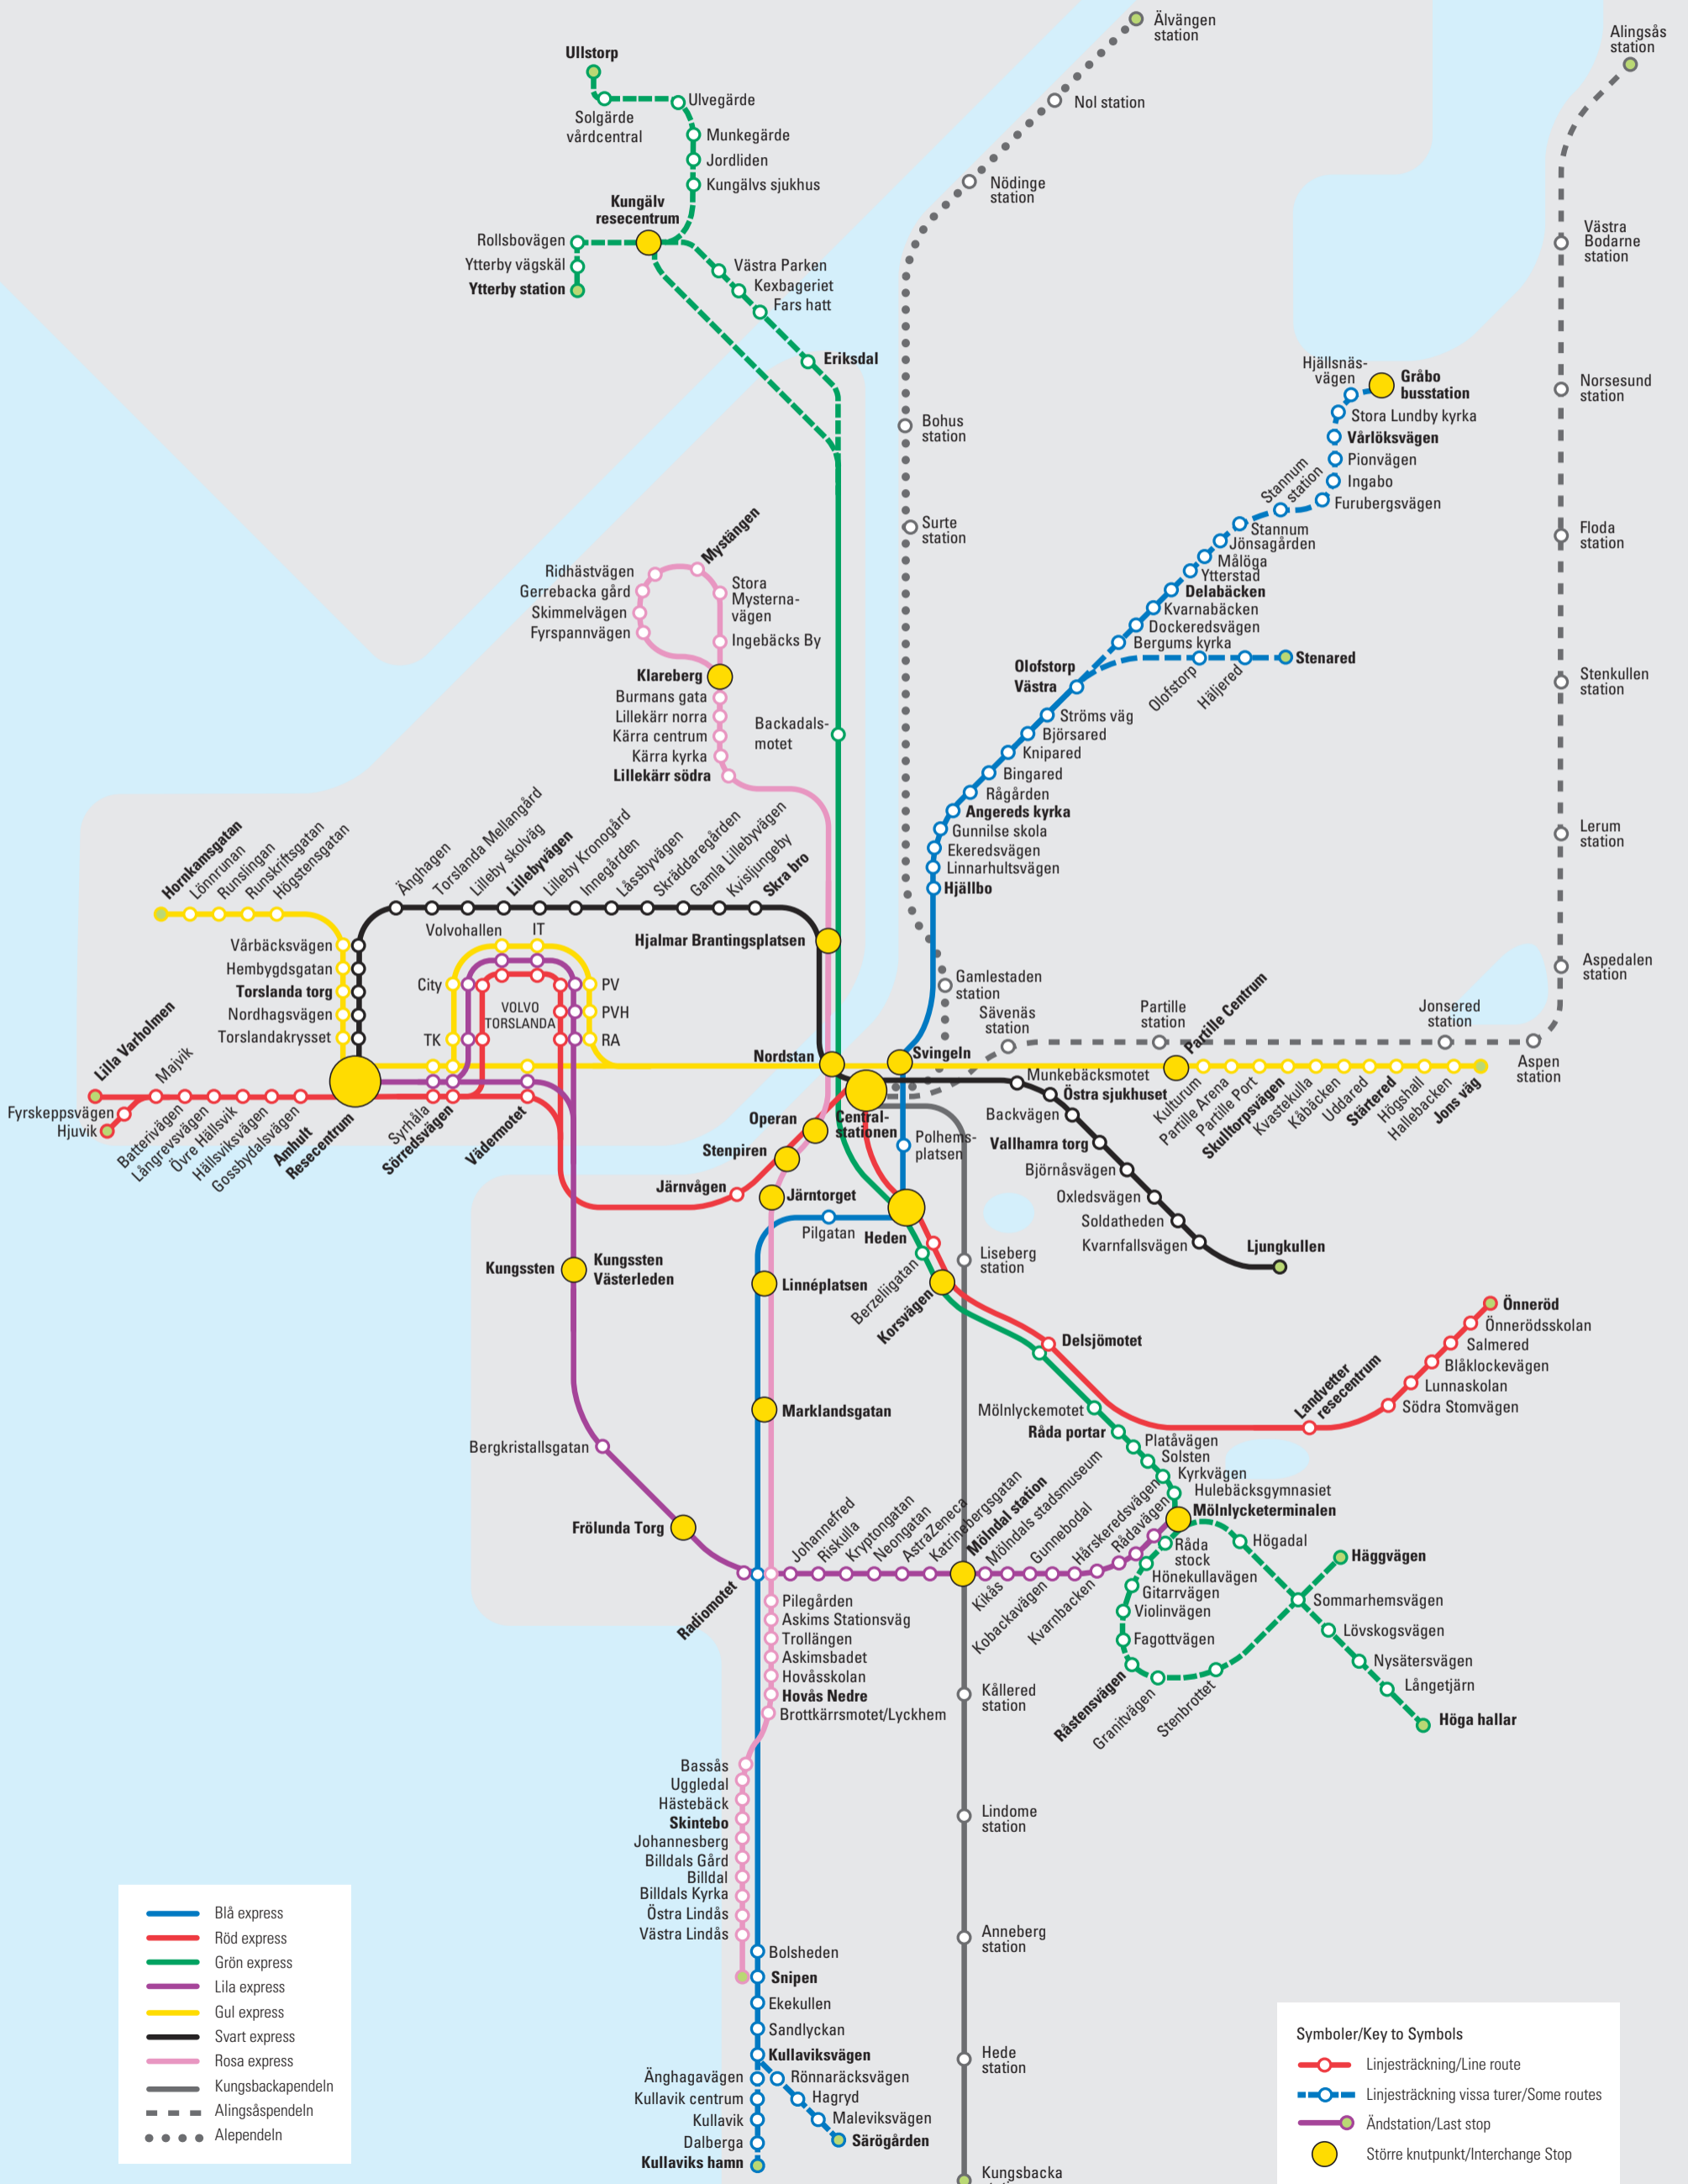 Älvängen
station
Alingsås
station
Ullstorp
Nol station
Ulvegärde
Solgärde
vårdcentral
Munkegärde
Jordliden
Kungälvs sjukhus
Nödinge
station
Kungälv
resecentrum
Rollsbovägen
Ytterby vägskäl
Ytterby station
Västra Parken
Kexbageriet
Fars hatt
Eriksdal
Västra
Bodarne
station
Norsesund
station
Floda
station
Stenkullen
station
Lerum
station
Aspedalen
station
Bohus
station
Surte
station
Hjällsnäs-
vägen
Gråbo
busstation
Stora Lundby kyrka
Vårlöksvägen
Pionvägen
Ingabo
Furubergsvägen
Stannum
station
Stannum
Jönsagården
Målöga
Ytterstad
Delabäcken
Kvarnabäcken
Dockeredsvägen
Bergums kyrka
Olofstorp
Västra
Olofstorp
Häljered
Stenared
Ströms väg
Björsared
Knipared
Bingared
Rågården
Angereds kyrka
Gunnilse skola
Ekeredsvägen
Linnarhultsvägen
Hjällbo
Mystängen
Ridhästvägen
Gerrebacka gård
Skimmelvägen
Fyrspannvägen
Stora
Mysterna-
vägen
Ingebäcks By
Klareberg
Burmans gata
Lillekärr norra
Kärra centrum
Kärra kyrka
Lillekärr södra
Backadals-
motet
Hornkamsgatan
Lönnrunan
Runslingan
Runskriftsgatan
Högstensgatan
Änghagen
Torslanda Mellangård
Lilleby skolväg
Lillebyvägen
Lilleby Kronogård
Innegården
Låssbyvägen
Skräddaregården
Gamla Lillebyvägen
Kvisljungeby
Skra bro
Vårbäcksvägen
Hembygdsgatan
Torslanda torg
Nordhagsvägen
Torslandakrysset
Volvohallen
IT
City
PV
VOLVO
TORSLANDA
PVH
TK
RA
Hjalmar Brantingsplatsen
Gamlestaden
station
Sävenäs
station
Partille
station
Partille Centrum
Jonsered
station
Aspen
station
Lilla Varholmen
Majvik
Fyrskeppsvägen
Hjuvik
Batterivägen
Långrevsvägen
Övre Hällsvik
Hällsviksvägen
Gossbydalsvägen
Amhult
Resecentrum
Syrhåla
Sörredsvägen
Vädermotet
Nordstan
Svingeln
Munkebäcksmotet
Östra sjukhuset
Backvägen
Vallhamra torg
Björnåsvägen
Oxledsvägen
Soldatheden
Kvarnfallsvägen
Ljungkullen
Kulturum
Partille Arena
Partille Port
Skulltorpsvägen
Kvastekulla
Kåbäcken
Uddared
Stärtered
Högshall
Hallebacken
Jons väg
Operan
Central-
stationen
Stenpiren
Polhems-
platsen
Järnvågen
Järntorget
Pilgatan
Heden
Liseberg
station
Kungssten
Kungssten
Västerleden
Linnéplatsen
Berzeliigatan
Korsvägen
Delsjömotet
Önneröd
Önnerödsskolan
Salmered
Blåklockevägen
Lunnaskolan
Södra Stomvägen
Landvetter
resecentrum
Marklandsgatan
Mölnlyckemotet
Råda portar
Platåvägen
Solsten
Kyrkvägen
Hulebäcksgymnasiet
Mölnlycketerminalen
Bergkristallsgatan
Frölunda Torg
Radiomotet
Johannefred
Riskulla
Kryptongatan
Neongatan
AstraZeneca
Katrinebergsgatan
Mölndal station
Mölndals stadsmuseum
Kikås
Gunnebodal
Kobackavägen
Hårskeredsvägen
Kvarnbacken
Rådavägen
Råda
stock
Hönekullavägen
Gitarrvägen
Violinvägen
Fagottvägen
Råstensvägen
Granitvägen
Stenbrottet
Högadal
Häggvägen
Sommarhemsvägen
Lövskogsvägen
Nysätersvägen
Långetjärn
Höga hallar
Pilegården
Askims Stationsväg
Trollängen
Askimsbadet
Hovåsskolan
Hovås Nedre
Brottkärrsmotet/Lyckhem
Kållered
station
Bassås
Uggledal
Hästebäck
Skintebo
Johannesberg
Billdals Gård
Billdal
Billdals Kyrka
Östra Lindås
Västra Lindås
Lindome
station
Anneberg
station
Bolsheden
Snipen
Ekekullen
Sandlyckan
Kullaviksvägen
Änghagavägen
Kullavik centrum
Kullavik
Dalberga
Kullaviks hamn
Rönnaräcksvägen
Hagryd
Maleviksvägen
Särögården
Hede
station
Kungsbacka
Blå express
Röd express
Grön express
Lila express
Gul express
Svart express
Rosa express
Kungsbackapendeln
Alingsåspendeln
Alependeln
Symboler/Key to Symbols
Linjesträckning/Line route
Linjesträckning vissa turer/Some routes
Ändstation/Last stop
Större knutpunkt/Interchange Stop